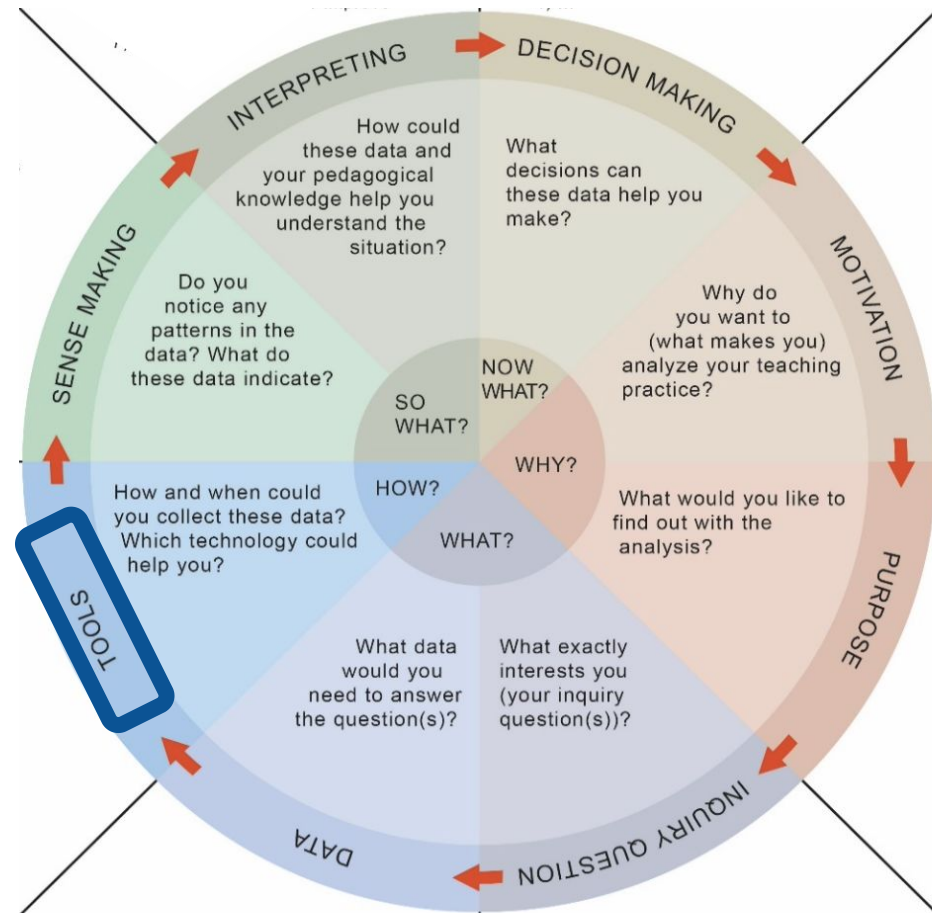 INTERPRETING
How could
these data and
your pedagogical
knowledge help you
understand the
situation?
DECISION MAKING
What
decisions can
these data help you
make?
MOTIVATION
Why do
you want to
(what makes you)
analyze your teaching
practice?
PURPOSE
What would you like to
find out with the
analysis?
INQUIRY QUESTION
What exactly
interests you
(your inquiry
question(s))?
DATA
What data
would you
need to answer
the question(s)?
TOOLS
How and when could
you collect these data?
Which technology could
help you?
SENSE MAKING
Do you
notice any
patterns in the
data? What do
these data indicate?
SO
WHAT?
NOW
WHAT?
WHY?
WHAT?
HOW?